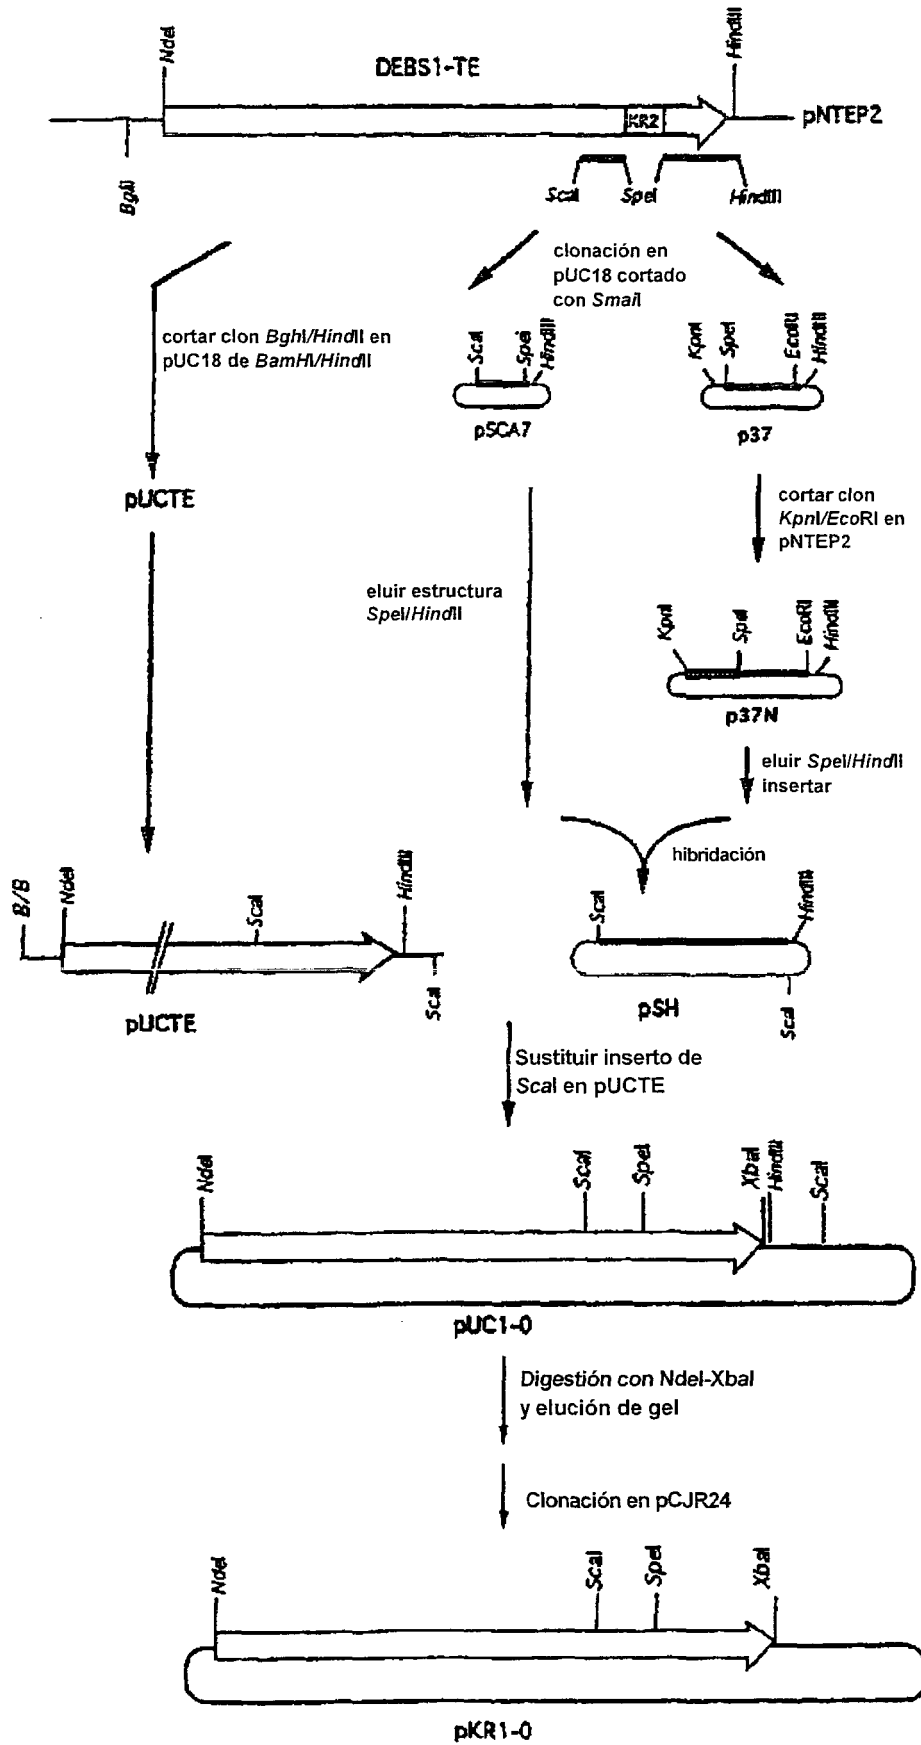 NdeI
HindIII
DEBS1-TE
KR2
pNTEP2
BglII
ScaI
SpeI
HindIII
clonación en
pUC18 cortado
con SmaiI
cortar clon BghI/HindII en
pUC18 de BamHI/HindII
ScaI
SpeI
HindIII
pSCA7
KpnI
SpeI
EcoRI
HindIII
p37
pUCTE
cortar clon
KpnI/EcoRI en
pNTEP2
eluir estructura
SpeI/HindII
KpnI
SpeI
EcoRI
HindIII
p37N
eluir SpeI/HindII
insertar
hibridación
B/B
NdeI
ScaI
HindIII
ScaI
pUCTE
ScaI
HindIII
pSH
ScaI
Sustituir inserto de
ScaI en pUCTE
NdeI
ScaI
SpeI
XbaI
HindIII
ScaI
pUC1-0
Digestión con NdeI-XbaI
y elución de gel
Clonación en pCJR24
NdeI
ScaI
SpeI
XbaI
pKR1-0